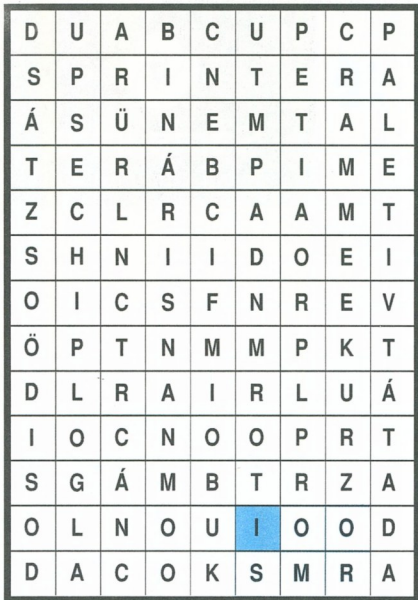 D U A B C U P C P
S P R I N T E R A
Á S Ü N E M T A L
T E R Á B P I M E
Z C L R C A A M T
S H N I I D O E I
O I C S F N R E V
Ö P T N M M P K T
D L R A I R L U Á
I O C N O O P R T
S G Á M B T R Z A
O L N O U I O O D
D A C O K S M R A